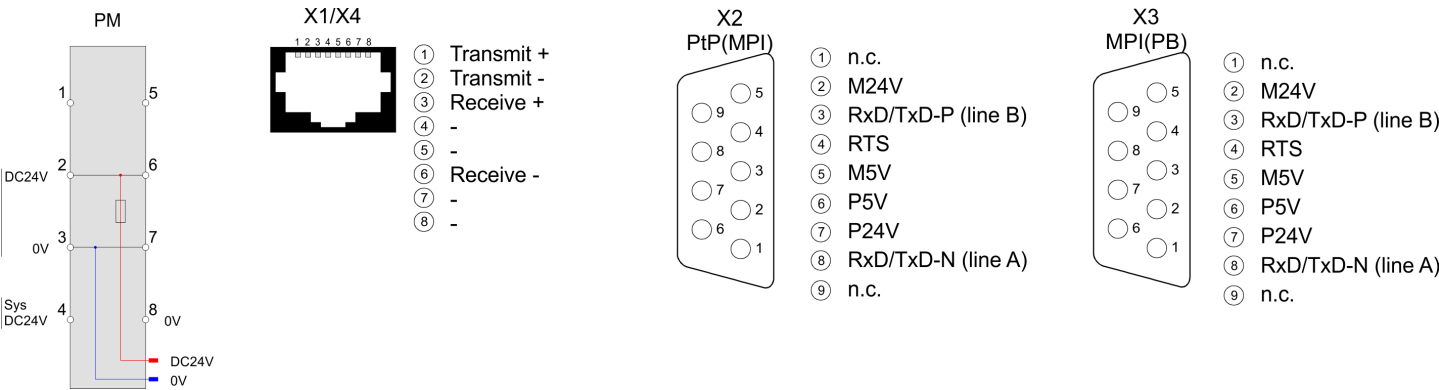 PM
1
5
2
6
DC24V
3
7
0V
Sys
DC24V
4
8
0V
DC24V
0V
X1/X4
1 2 3 4 5 6 7 8
1 Transmit +
2 Transmit -
3 Receive +
4 -
5 -
6 Receive -
7 -
8 -
X2
PtP(MPI)
5
9
4
8
3
7
2
6
1
1 n.c.
2 M24V
3 RxD/TxD-P (line B)
4 RTS
5 M5V
6 P5V
7 P24V
8 RxD/TxD-N (line A)
9 n.c.
X3
MPI(PB)
5
9
4
8
3
7
2
6
1
1 n.c.
2 M24V
3 RxD/TxD-P (line B)
4 RTS
5 M5V
6 P5V
7 P24V
8 RxD/TxD-N (line A)
9 n.c.